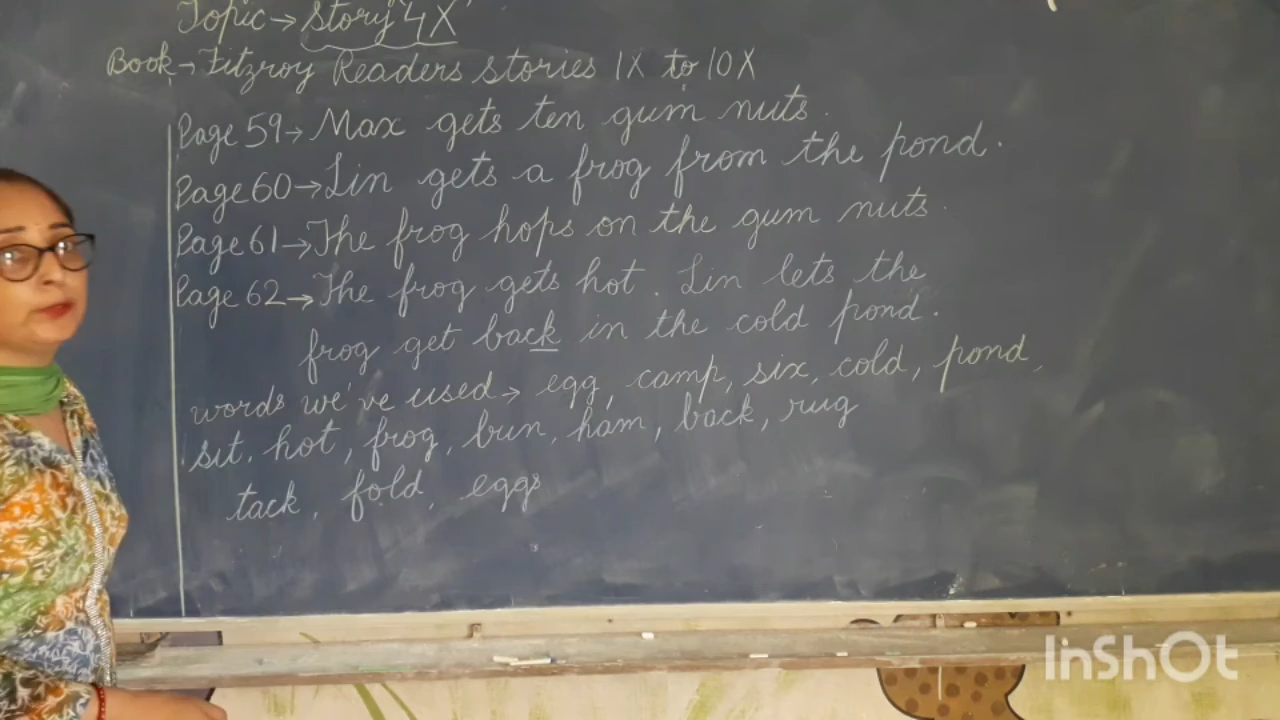 Topic → Story "4X"
Book → Fitzroy Readers stories 1X to 10X
Page 59 → Max gets ten gum nuts.
Page 60 → Lin gets a frog from the pond.
Page 61 → The frog hops on the gum nuts.
Page 62 → The frog gets hot. Lin lets the
frog get back in the cold pond.
words we've used → egg, camp, six, cold, pond,
sit, hot, frog, bun, ham, back, rug
tack, fold, eggs
InShOt